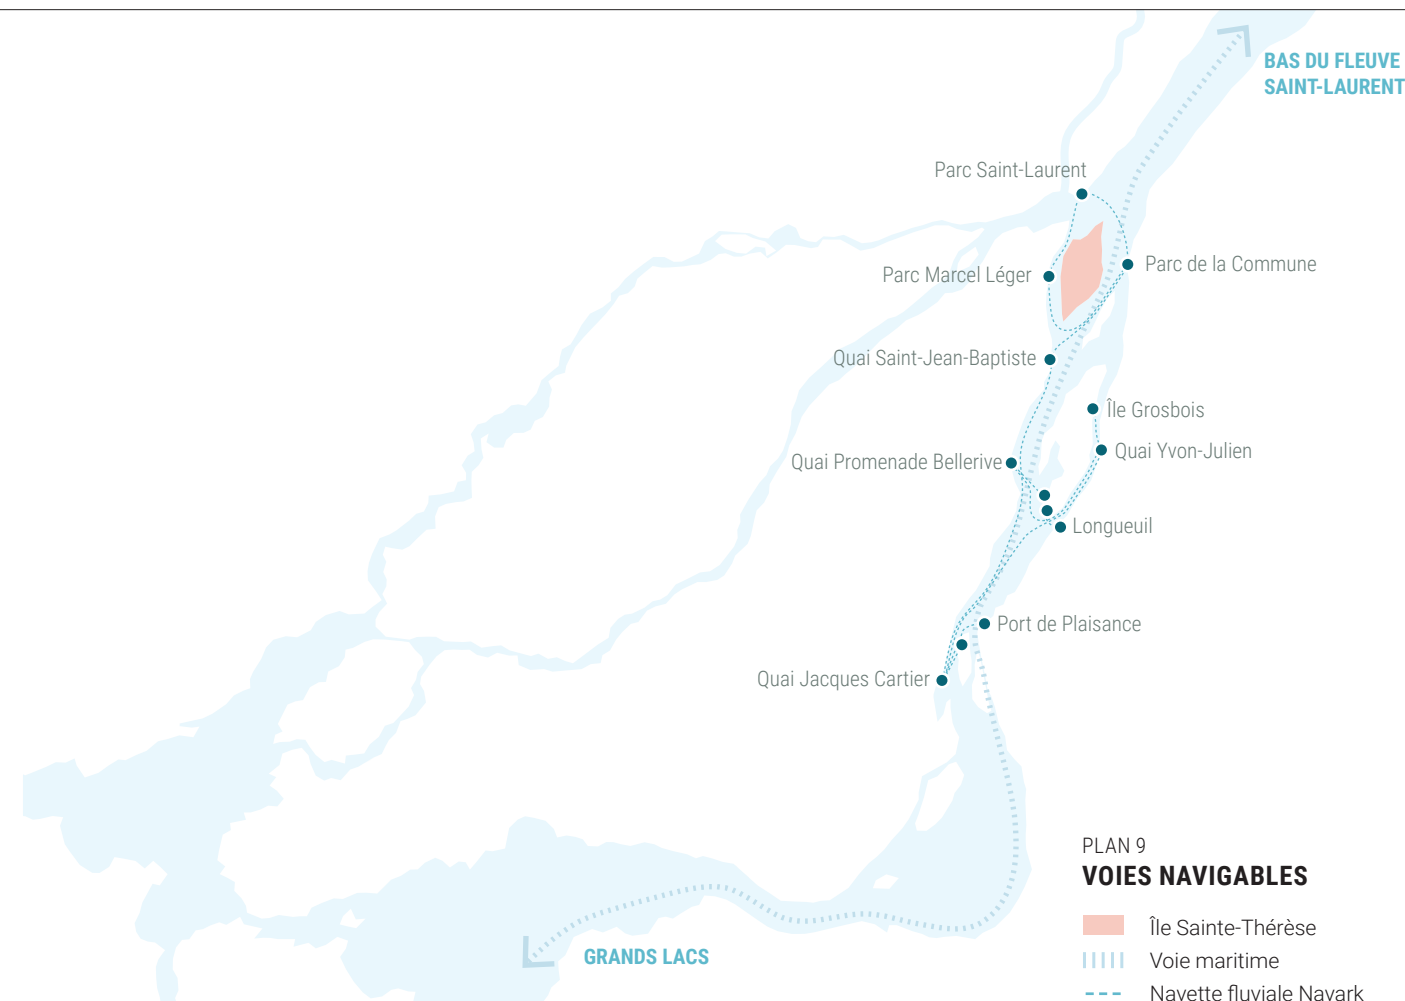 BAS DU FLEUVE
SAINT-LAURENT
Parc Saint-Laurent
Parc de la Commune
Parc Marcel Léger
Quai Saint-Jean-Baptiste
Île Grosbois
Quai Yvon-Julien
Quai Promenade Bellerive
Longueuil
Port de Plaisance
Quai Jacques Cartier
GRANDS LACS
PLAN 9
VOIES NAVIGABLES
Île Sainte-Thérèse
Voie maritime
Navette fluviale Navark